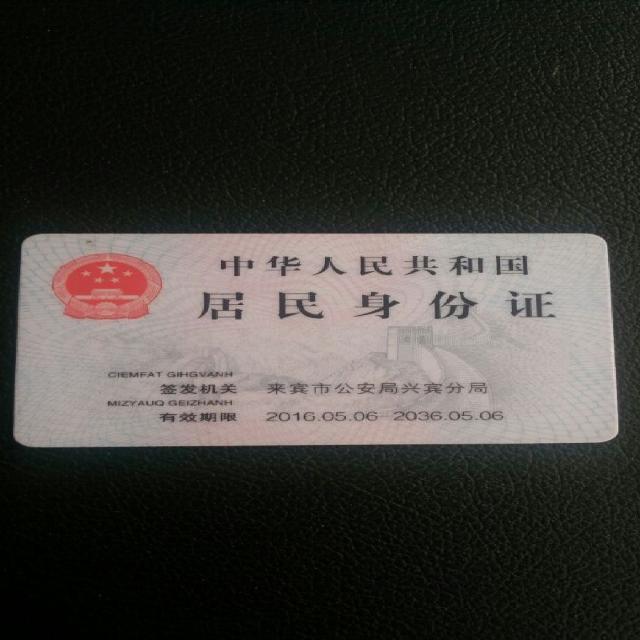 中华人民共和国
居民身份证
CIEMFAT GIHGVANH
签发机关 来宾市公安局兴宾分局
MIZYAUQ GEIZHANH
有效期限 2016.05.06-2036.05.06